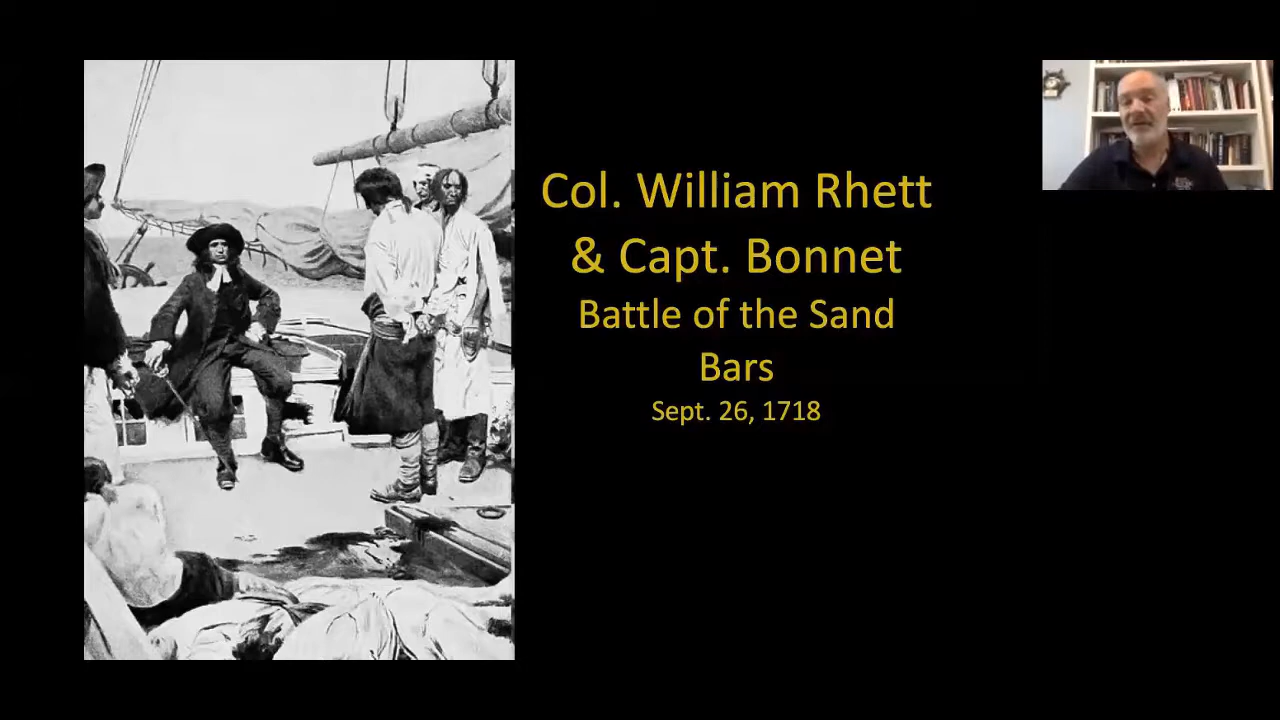 Col. William Rhett
& Capt. Bonnet
Battle of the Sand
Bars
Sept. 26, 1718